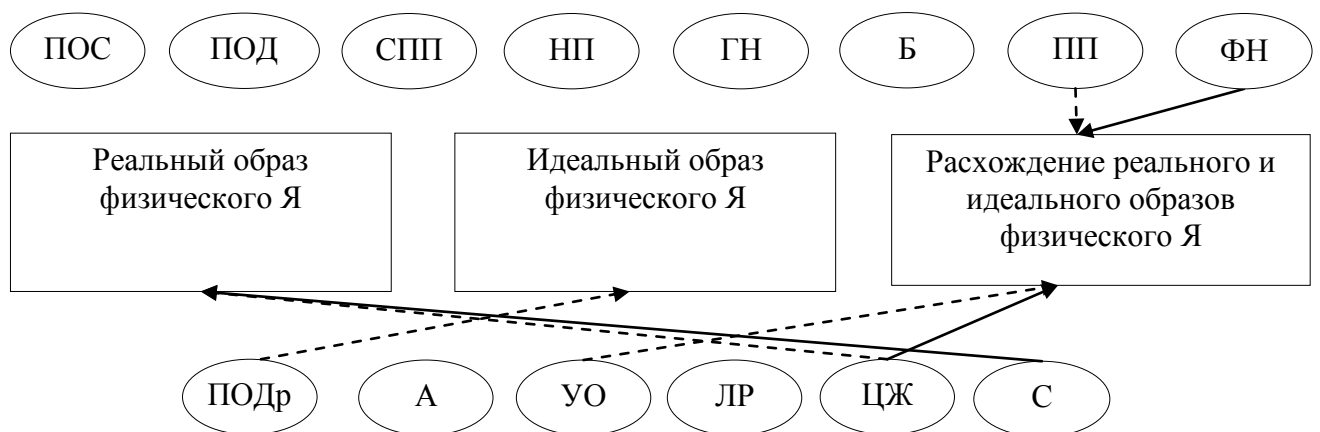 ПОС ПОД СПП НП ГН Б ПП ФН
Реальный образ
физического Я
Идеальный образ
физического Я
Расхождение реального и
идеального образов
физического Я
ПОДр А УО ЛР ЦЖ С